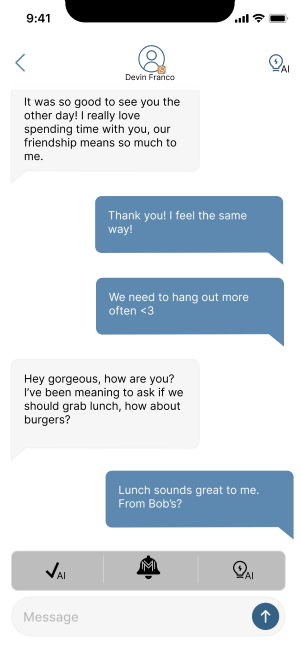 9:41
AI
Devin Franco
It was so good to see you the
other day! I really love
spending time with you, our
friendship means so much to
me.
Thank you! I feel the same
way!
We need to hang out more
often <3
Hey gorgeous, how are you?
I've been meaning to ask if we
should grab lunch, how about
burgers?
Lunch sounds great to me.
From Bob's?
AI
M
AI
Message